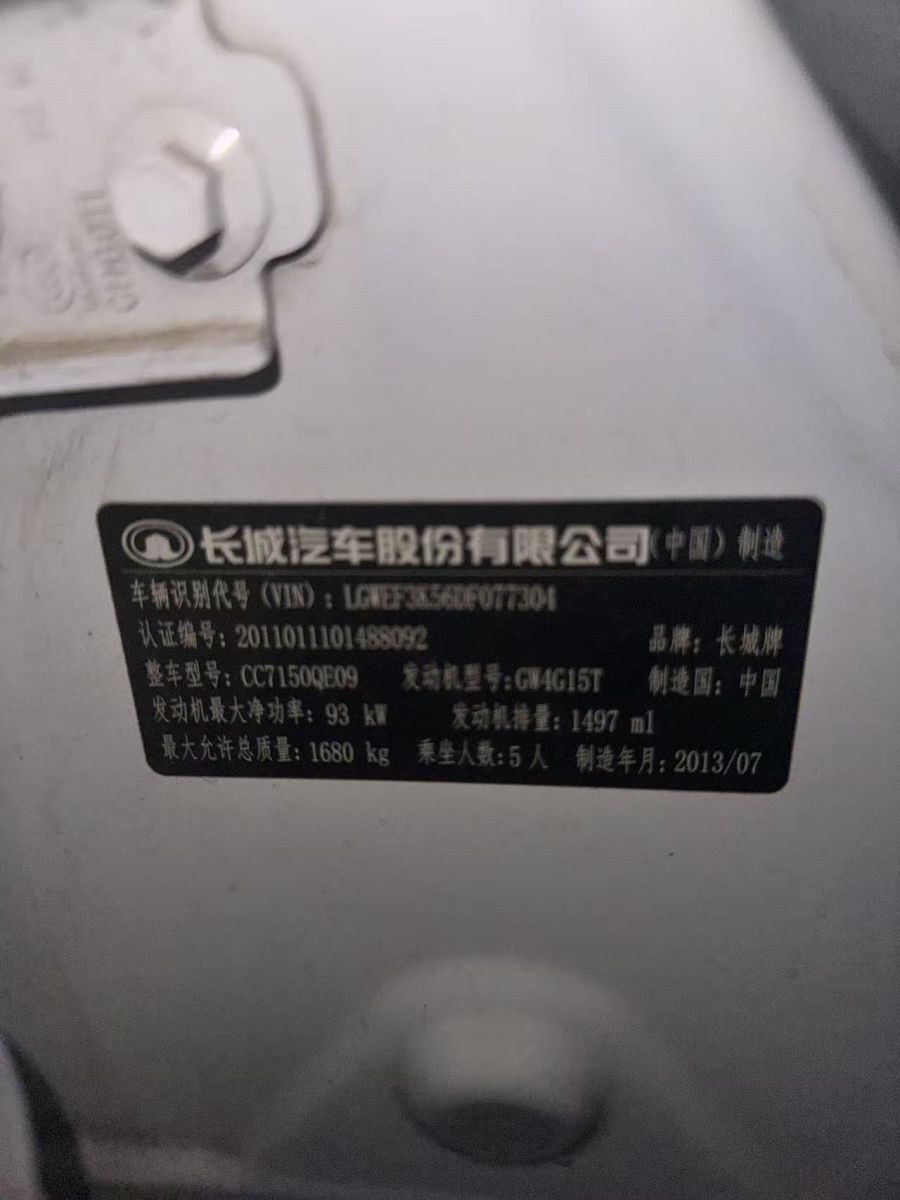 长城汽车股份有限公司(中国)制造
车辆识别代号(VIN):LGWEF3K56DF077304
认证编号:2011011101488092 品牌:长城牌
整车型号:CC7150QE09 发动机型号:GW4G15T 制造国:中国
发动机最大净功率:93 kW 发动机排量:1497 ml
最大允许总质量:1680 kg 乘坐人数:5人 制造年月:2013/07